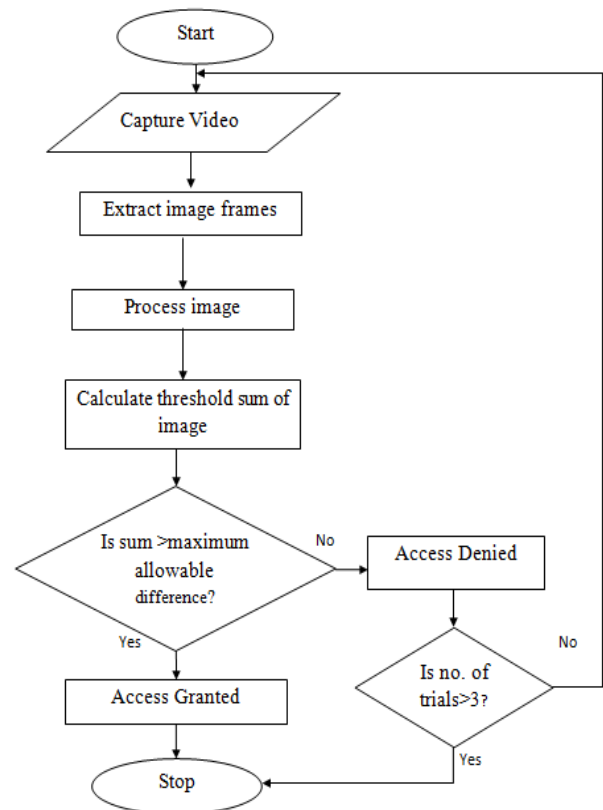 Start
Capture Video
Extract image frames
Process image
Calculate threshold sum of
image
Is sum >maximum
allowable
difference?
No
Access Denied
Yes
Access Granted
Is no. of
trials>3?
No
Yes
Stop